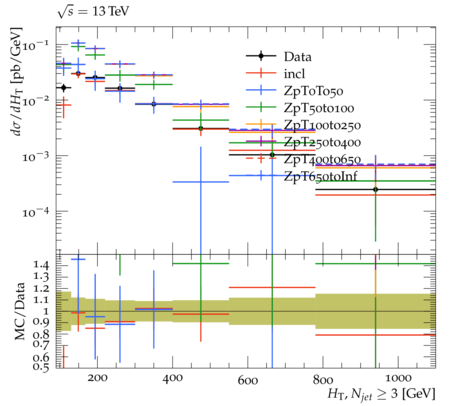 √s = 13 TeV
dσ/dH_T [pb/GeV]
10⁻¹
10⁻²
10⁻³
10⁻⁴
Data
incl
ZpT0To50
ZpT50to100
ZpT100to250
ZpT250to400
ZpT400to650
ZpT650toInf
MC/Data
1.4
1.3
1.2
1.1
1
0.9
0.8
0.7
0.6
0.5
200
400
600
800
1000
H_T, N_jet ≥ 3 [GeV]